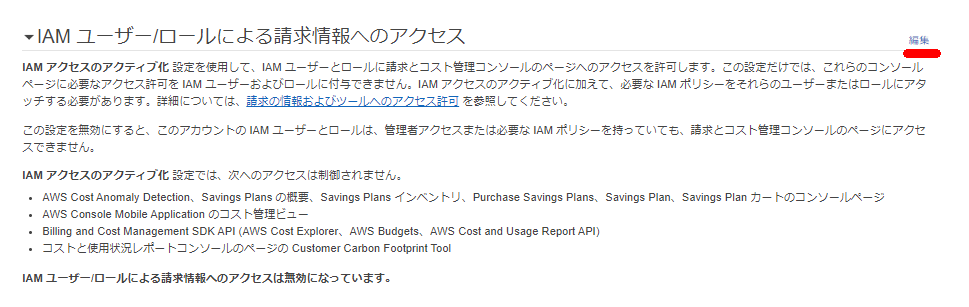 IAM ユーザー/ロールによる請求情報へのアクセス
編集
IAM アクセスのアクティブ化 設定を使用して、IAM ユーザーとロールに請求とコスト管理コンソールのページへのアクセスを許可します。この設定だけでは、これらのコンソール
ページに必要なアクセス許可を IAM ユーザーおよびロールに付与できません。IAM アクセスのアクティブ化に加えて、必要な IAM ポリシーをそれらのユーザーまたはロールにアタ
ッチする必要があります。詳細については、請求の情報およびツールへのアクセス許可 を参照してください。
この設定を無効にすると、このアカウントの IAM ユーザーとロールは、管理者アクセスまたは必要な IAM ポリシーを持っていても、請求とコスト管理コンソールのページにアクセ
スできません。
IAM アクセスのアクティブ化 設定では、次へのアクセスは制御されません。
• AWS Cost Anomaly Detection、Savings Plans の概要、Savings Plans インベントリ、Purchase Savings Plans、Savings Plan、Savings Plan カートのコンソールページ
• AWS Console Mobile Application のコスト管理ビュー
• Billing and Cost Management SDK API (AWS Cost Explorer、AWS Budgets、AWS Cost and Usage Report API)
• コストと使用状況レポートコンソールのページの Customer Carbon Footprint Tool
IAM ユーザー/ロールによる請求情報へのアクセスは無効になっています。